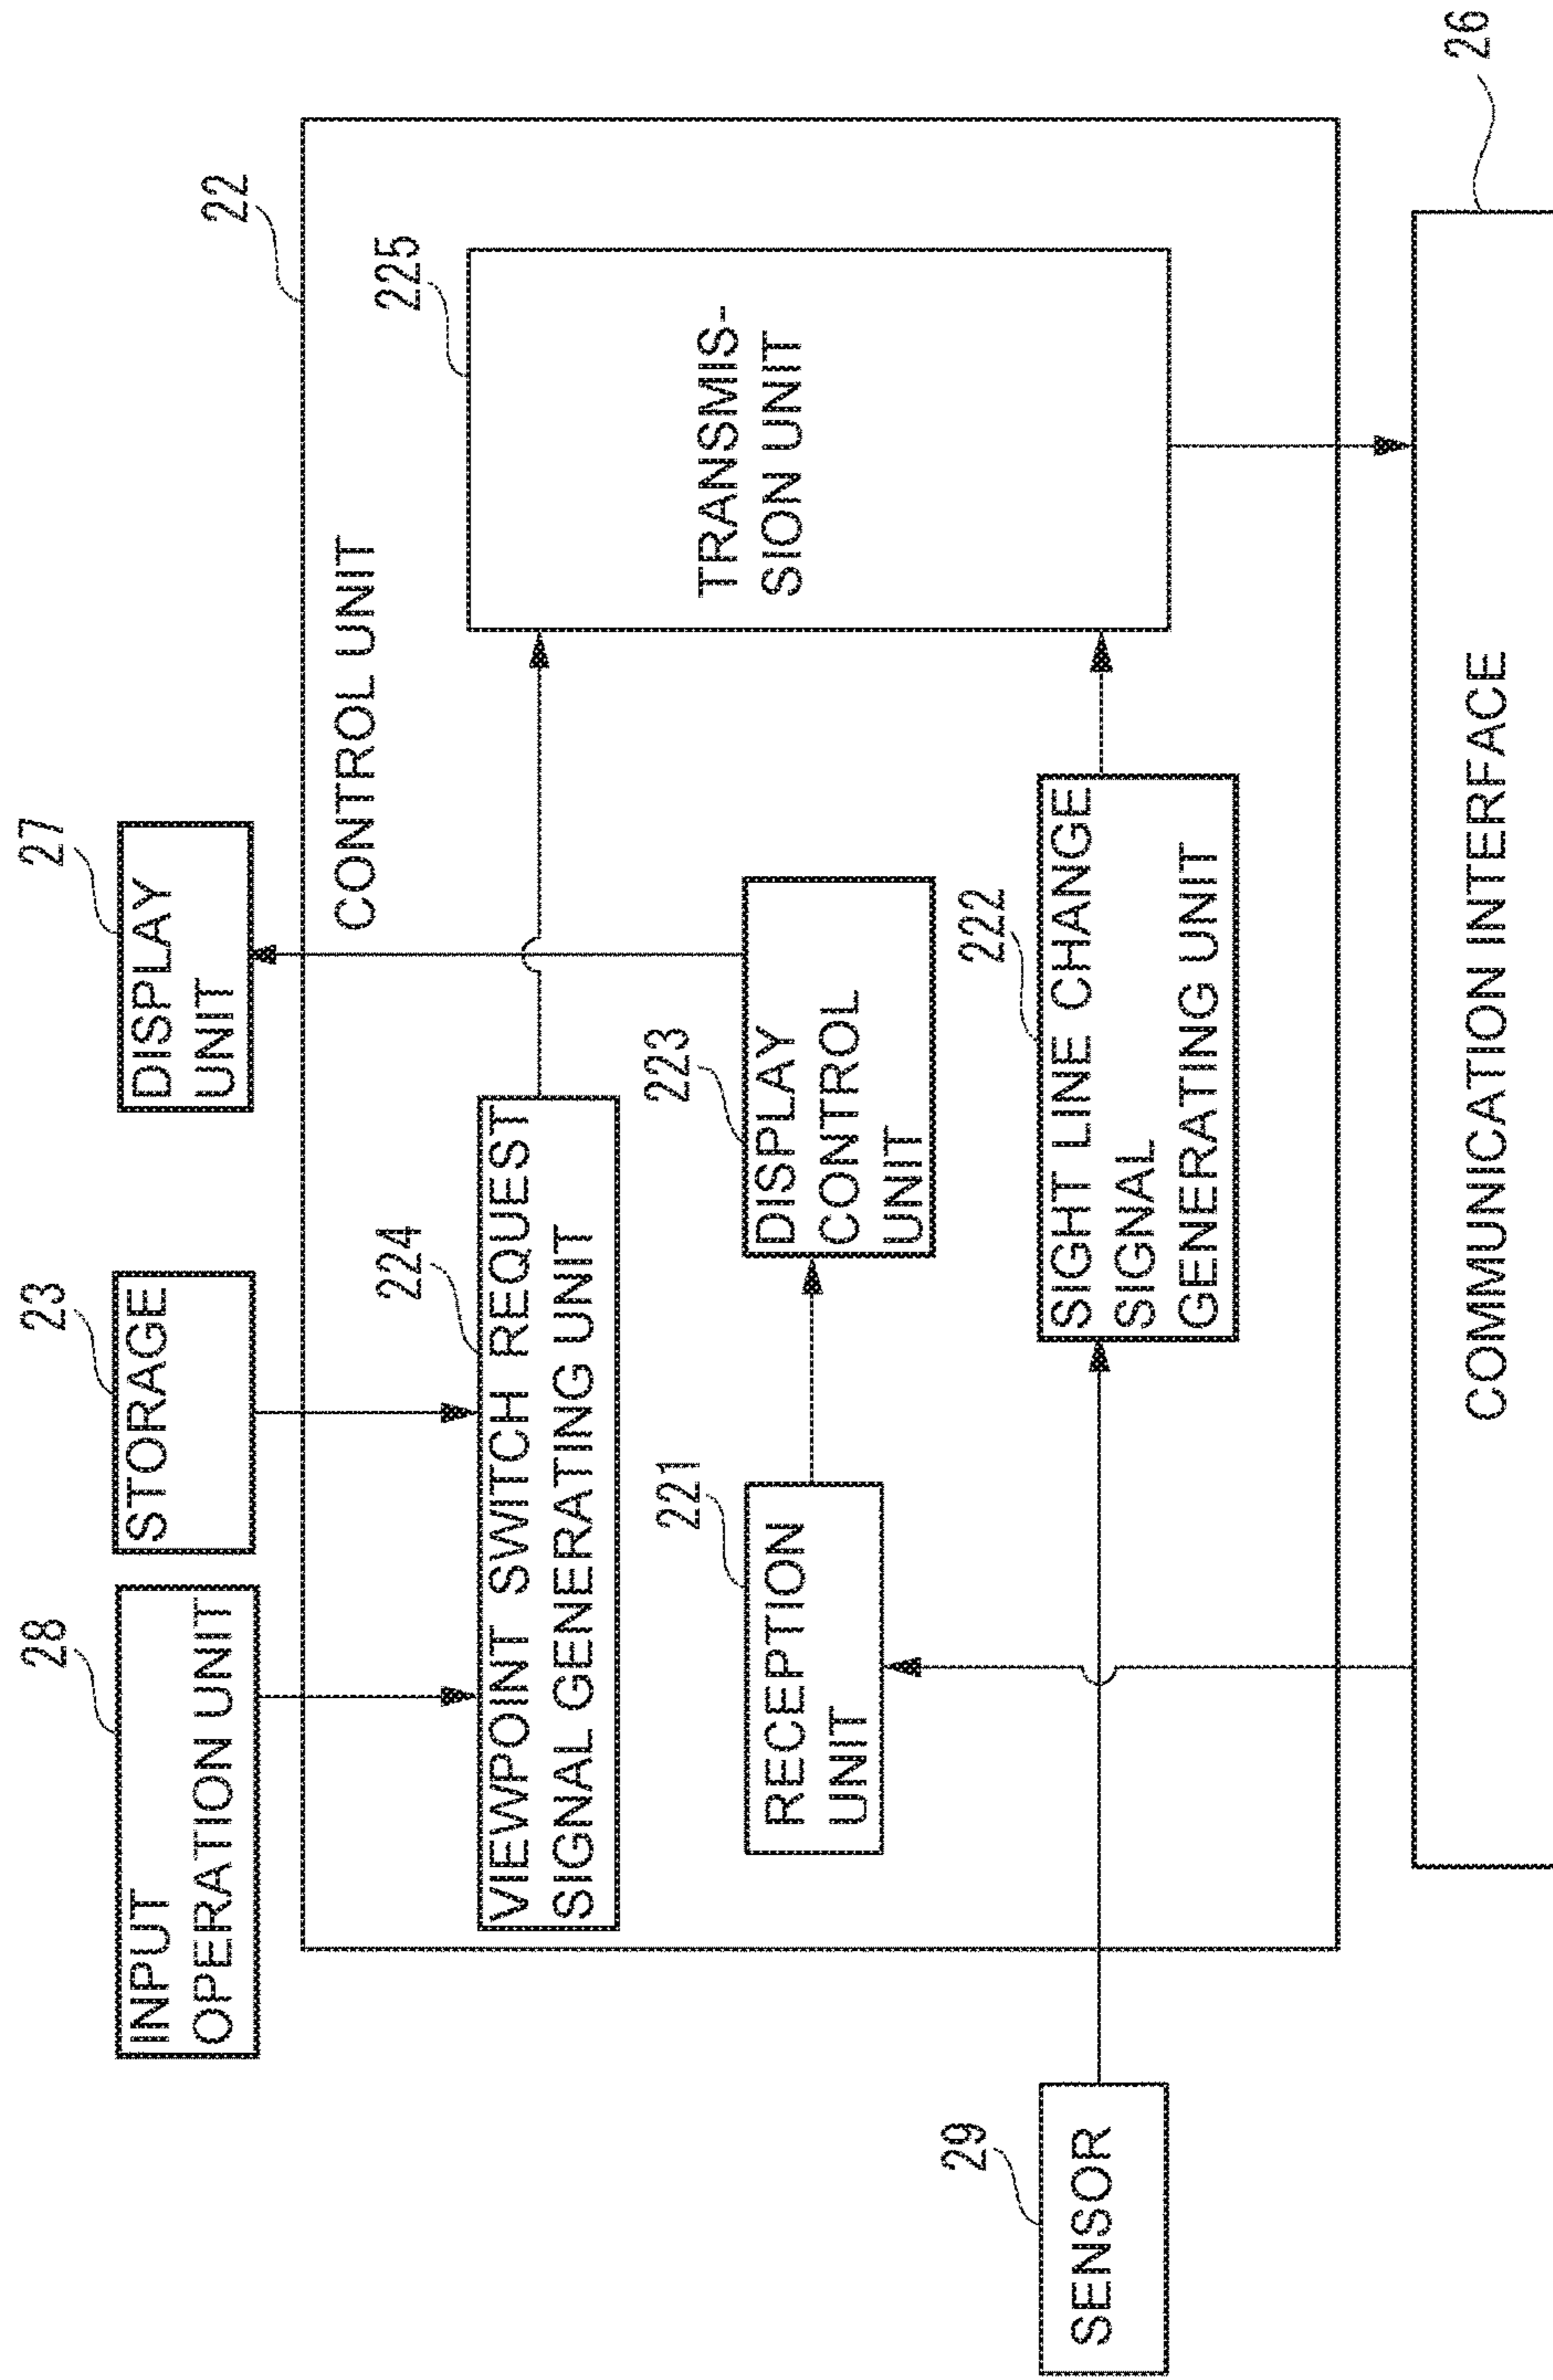 28
INPUT
OPERATION UNIT
23
STORAGE
27
DISPLAY
UNIT
22
CONTROL UNIT
224
VIEWPOINT SWITCH REQUEST
SIGNAL GENERATING UNIT
225
TRANSMIS-
SION UNIT
221
RECEPTION
UNIT
223
DISPLAY
CONTROL
UNIT
29
SENSOR
222
SIGHT LINE CHANGE
SIGNAL
GENERATING UNIT
26
COMMUNICATION INTERFACE